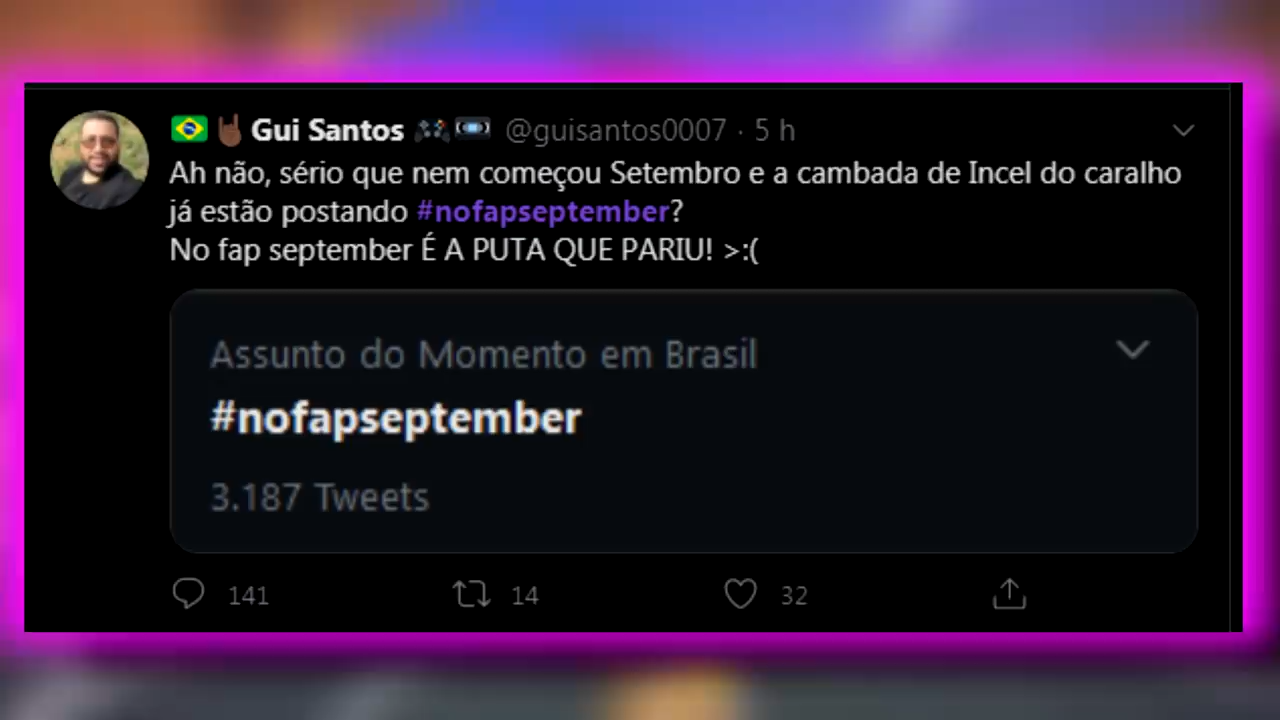 Gui Santos @guisantos0007 · 5 h
Ah não, sério que nem começou Setembro e a cambada de Incel do caralho
já estão postando #nofapseptember?
No fap september É A PUTA QUE PARIU! >:(
Assunto do Momento em Brasil
#nofapseptember
3.187 Tweets
141 14 32